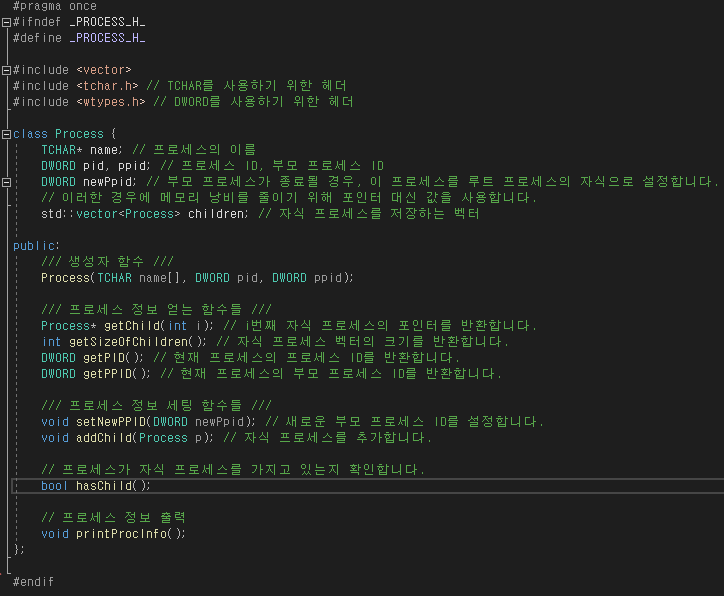 #pragma once
#ifndef _PROCESS_H_
#define _PROCESS_H_
#include <vector>
#include <tchar.h> // TCHAR를 사용하기 위한 헤더
#include <wtypes.h> // DWORD를 사용하기 위한 헤더
class Process {
TCHAR* name; // 프로세스의 이름
DWORD pid, ppid; // 프로세스 ID, 부모 프로세스 ID
DWORD newPpid; // 부모 프로세스가 종료될 경우, 이 프로세스를 루트 프로세스의 자식으로 설정합니다.
// 이러한 경우에 메모리 낭비를 줄이기 위해 포인터 대신 값을 사용합니다.
std::vector<Process> children; // 자식 프로세스를 저장하는 벡터
public:
/// 생성자 함수 ///
Process(TCHAR name[], DWORD pid, DWORD ppid);
/// 프로세스 정보 얻는 함수들 ///
Process* getChild(int i); // i번째 자식 프로세스의 포인터를 반환합니다.
int getSizeOfChildren(); // 자식 프로세스 벡터의 크기를 반환합니다.
DWORD getPID(); // 현재 프로세스의 프로세스 ID를 반환합니다.
DWORD getPPID(); // 현재 프로세스의 부모 프로세스 ID를 반환합니다.
/// 프로세스 정보 세팅 함수들 ///
void setNewPPID(DWORD newPpid); // 새로운 부모 프로세스 ID를 설정합니다.
void addChild(Process p); // 자식 프로세스를 추가합니다.
// 프로세스가 자식 프로세스를 가지고 있는지 확인합니다.
bool hasChild();
// 프로세스 정보 출력
void printProcInfo();
};
#endif